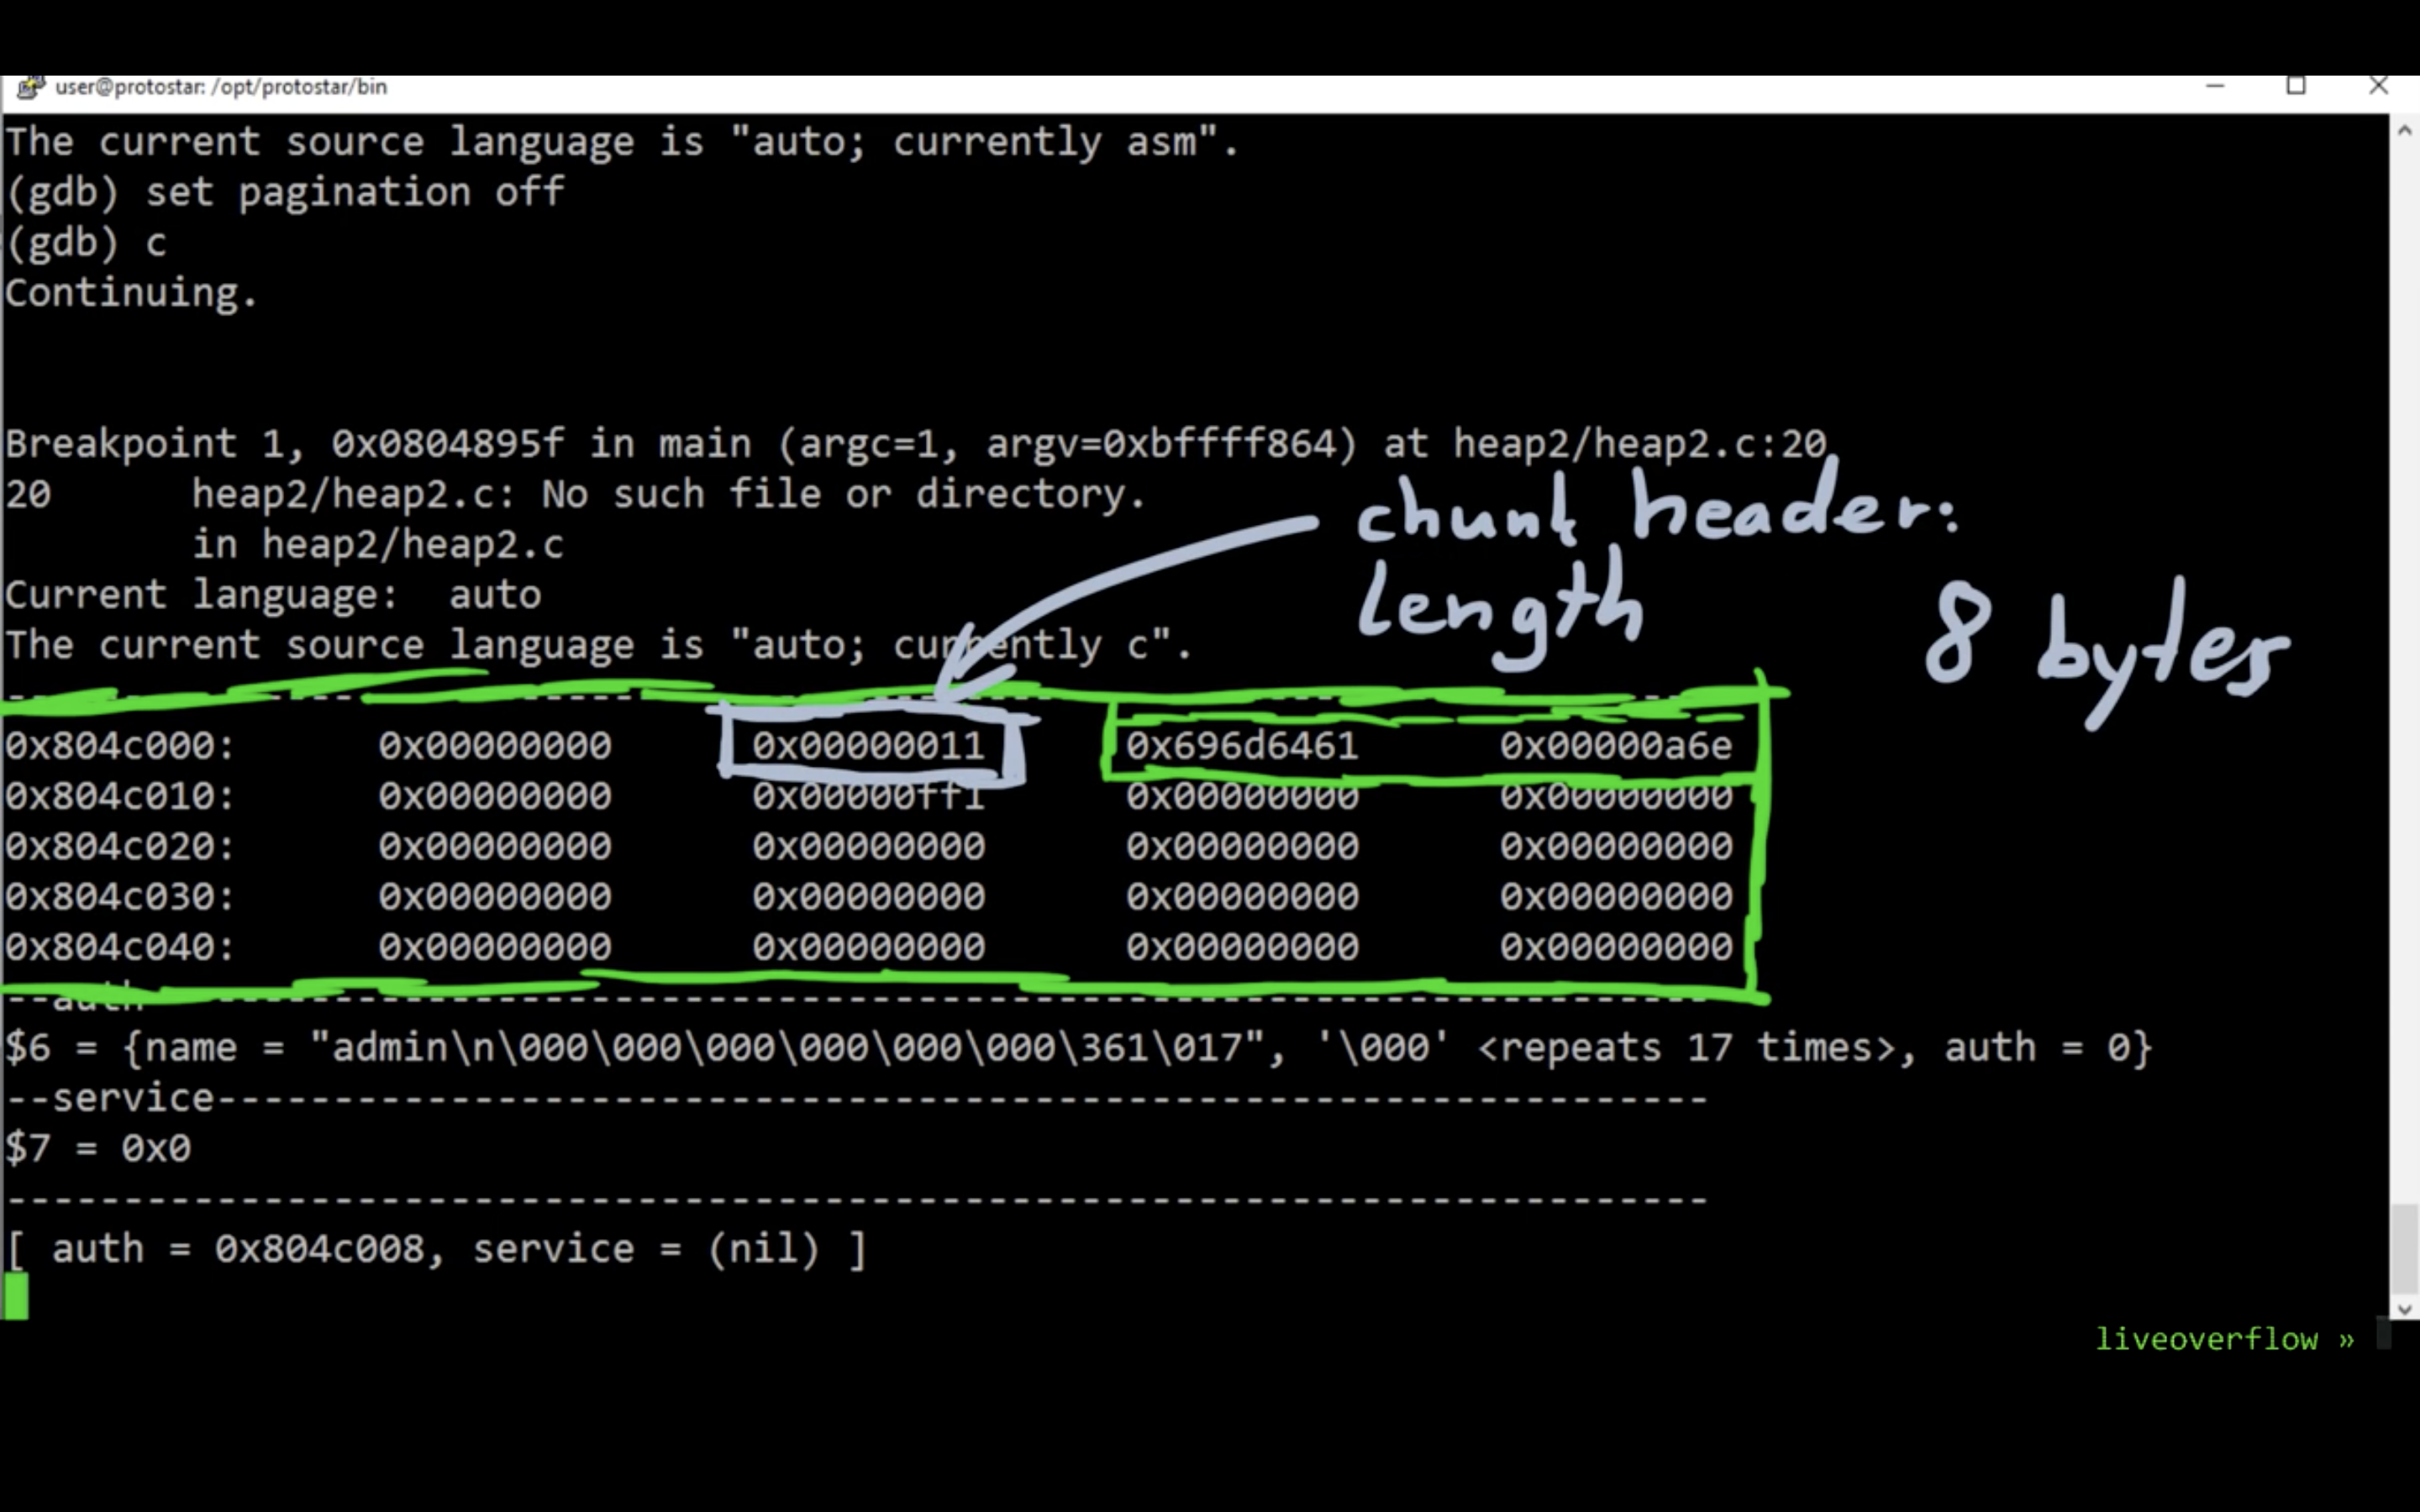 user@protostar: /opt/protostar/bin
The current source language is "auto; currently asm".
(gdb) set pagination off
(gdb) c
Continuing.
Breakpoint 1, 0x0804895f in main (argc=1, argv=0xbffff864) at heap2/heap2.c:20
20      heap2/heap2.c: No such file or directory.
        in heap2/heap2.c
chunk header:
length
8 bytes
Current language:  auto
The current source language is "auto; currently c".
0x804c000:      0x00000000      0x00000011      0x696d6461      0x00000a6e
0x804c010:      0x00000000      0x00000ff1      0x00000000      0x00000000
0x804c020:      0x00000000      0x00000000      0x00000000      0x00000000
0x804c030:      0x00000000      0x00000000      0x00000000      0x00000000
0x804c040:      0x00000000      0x00000000      0x00000000      0x00000000
--auth-------------------------------------------------------------------
$6 = {name = "admin\n\000\000\000\000\000\000\361\017", '\000' <repeats 17 times>, auth = 0}
--service----------------------------------------------------------------
$7 = 0x0
-------------------------------------------------------------------------
[ auth = 0x804c008, service = (nil) ]
liveoverflow »